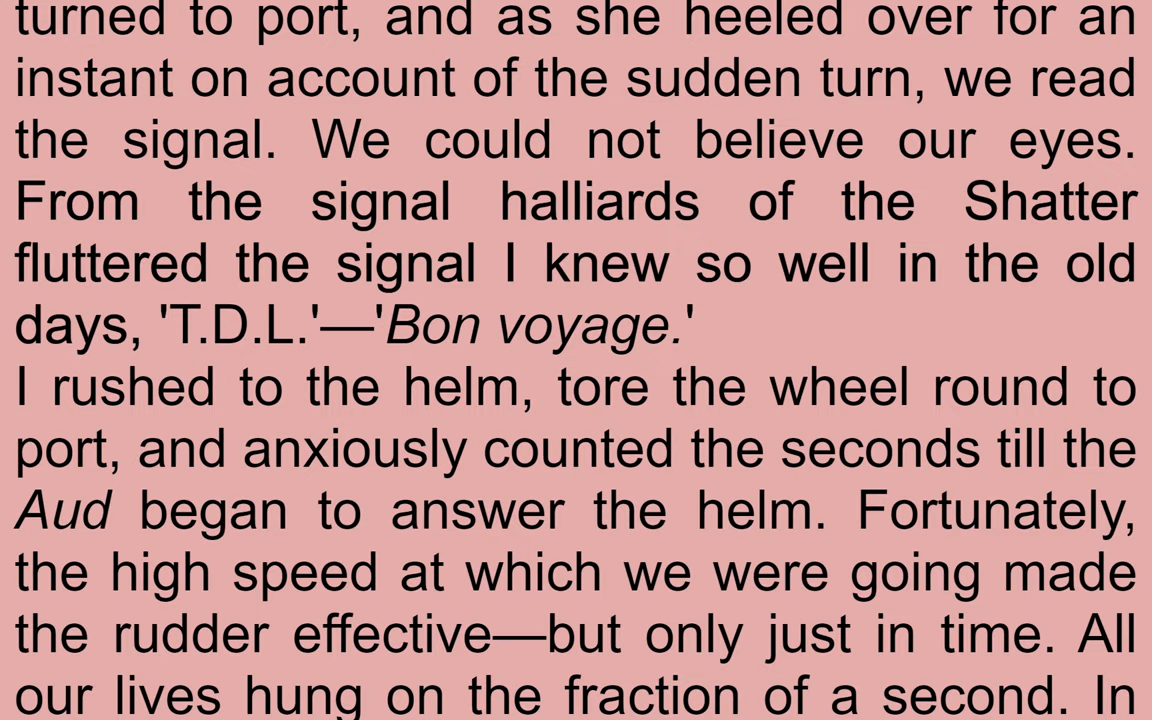 turned to port, and as she heeled over for an
instant on account of the sudden turn, we read
the signal. We could not believe our eyes.
From the signal halliards of the Shatter
fluttered the signal I knew so well in the old
days, 'T.D.L.'—'Bon voyage.'
I rushed to the helm, tore the wheel round to
port, and anxiously counted the seconds till the
Aud began to answer the helm. Fortunately,
the high speed at which we were going made
the rudder effective—but only just in time. All
our lives hung on the fraction of a second. In